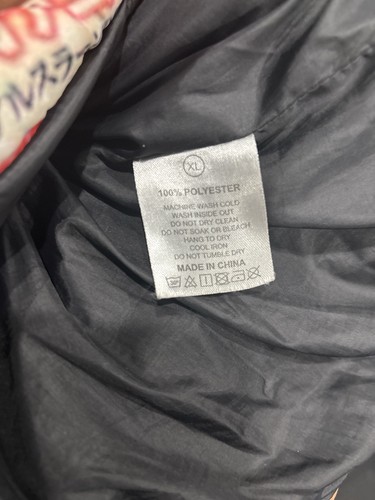 ルスラー
XL
100% POLYESTER
MACHINE WASH COLD
WASH INSIDE OUT
DO NOT DRY CLEAN
DO NOT SOAK OR BLEACH
HANG TO DRY
COOL IRON
DO NOT TUMBLE DRY
MADE IN CHINA